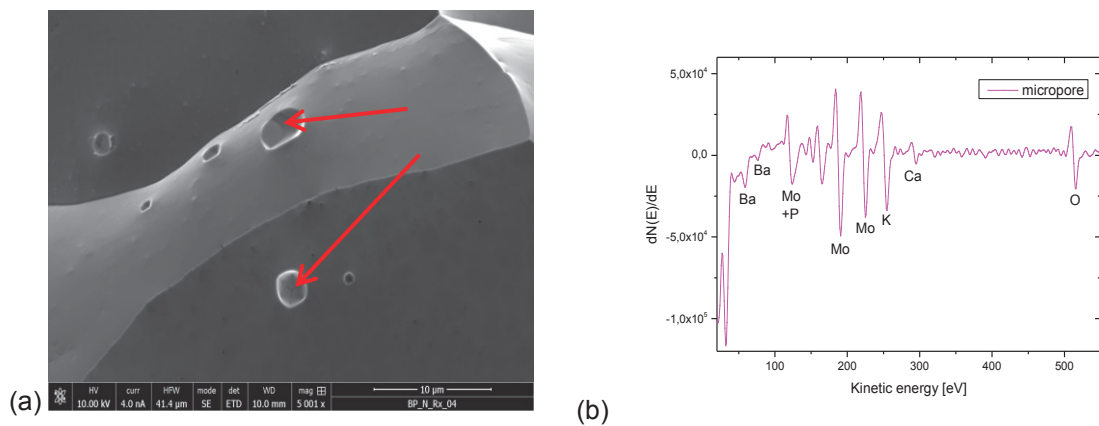 (a)
HV curr HFW mode det WD mag
10.00 kV 4.0 nA 41.4 µm SE ETD 10.0 mm 5 001 x
10 µm
BP_N_Rx_04
(b)
dN(E)/dE
5,0x10⁴
0,0
-5,0x10⁴
-1,0x10⁵
micropore
Ba
Ba
Mo
+P
Mo
Mo
K
Ca
O
100 200 300 400 500
Kinetic energy [eV]